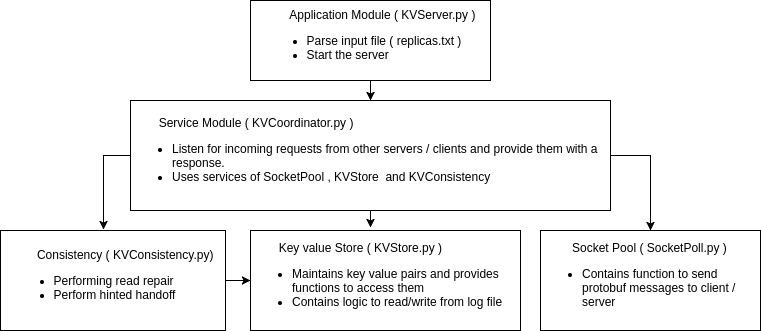 Application Module ( KVServer.py )
• Parse input file ( replicas.txt )
• Start the server
Service Module ( KVCoordinator.py )
• Listen for incoming requests from other servers / clients and provide them with a
response.
• Uses services of SocketPool , KVStore and KVConsistency
Consistency ( KVConsistency.py)
• Performing read repair
• Perform hinted handoff
Key value Store ( KVStore.py )
• Maintains key value pairs and provides
functions to access them
• Contains logic to read/write from log file
Socket Pool ( SocketPoll.py )
• Contains function to send
protobuf messages to client /
server